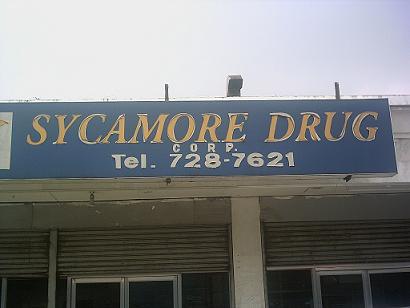 SYCAMORE DRUG
CORP.
Tel. 728-7621